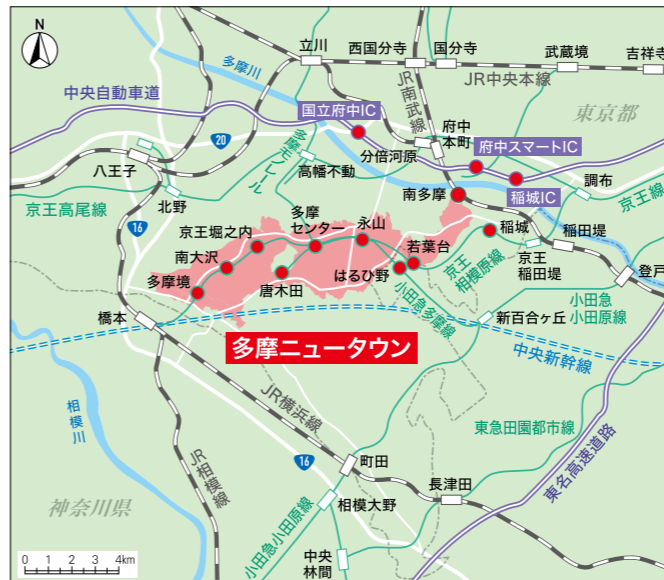 N
立川
西国分寺
国分寺
武蔵境
吉祥寺
多摩川
JR中央本線
中央自動車道
国立府中IC
JR南武線
東京都
20
府中
本町
府中スマートIC
多摩モノレール
分倍河原
八王子
高幡不動
稲城IC
調布
北野
南多摩
京王線
京王高尾線
16
多摩
センター
永山
稲城
稲田堤
京王堀之内
若葉台
京王
稲田堤
南大沢
はるひ野
京王
相模原線
登戸
多摩境
唐木田
小田急多摩線
小田急
小田原線
橋本
新百合ヶ丘
多摩ニュータウン
中央新幹線
相模川
JR横浜線
東急田園都市線
JR相模線
16
町田
東名高速道路
長津田
神奈川県
相模大野
小田急小田原線
中央
林間
0 1 2 3 4km